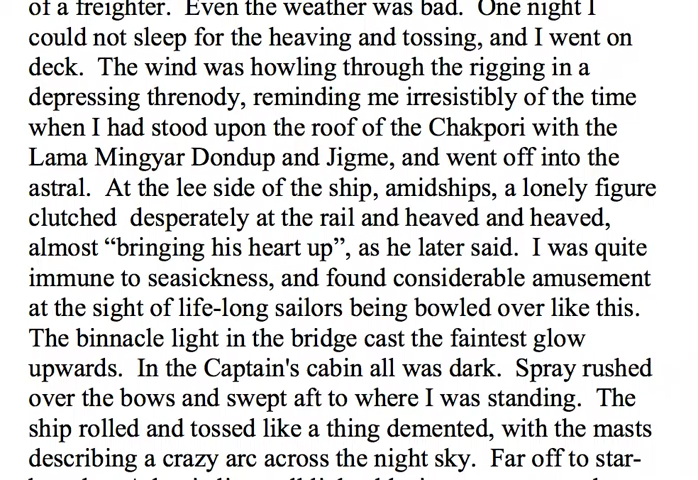 of a freighter.  Even the weather was bad.  One night I
could not sleep for the heaving and tossing, and I went on
deck.  The wind was howling through the rigging in a
depressing threnody, reminding me irresistibly of the time
when I had stood upon the roof of the Chakpori with the
Lama Mingyar Dondup and Jigme, and went off into the
astral.  At the lee side of the ship, amidships, a lonely figure
clutched  desperately at the rail and heaved and heaved,
almost “bringing his heart up”, as he later said.  I was quite
immune to seasickness, and found considerable amusement
at the sight of life-long sailors being bowled over like this.
The binnacle light in the bridge cast the faintest glow
upwards.  In the Captain's cabin all was dark.  Spray rushed
over the bows and swept aft to where I was standing.  The
ship rolled and tossed like a thing demented, with the masts
describing a crazy arc across the night sky.  Far off to star-